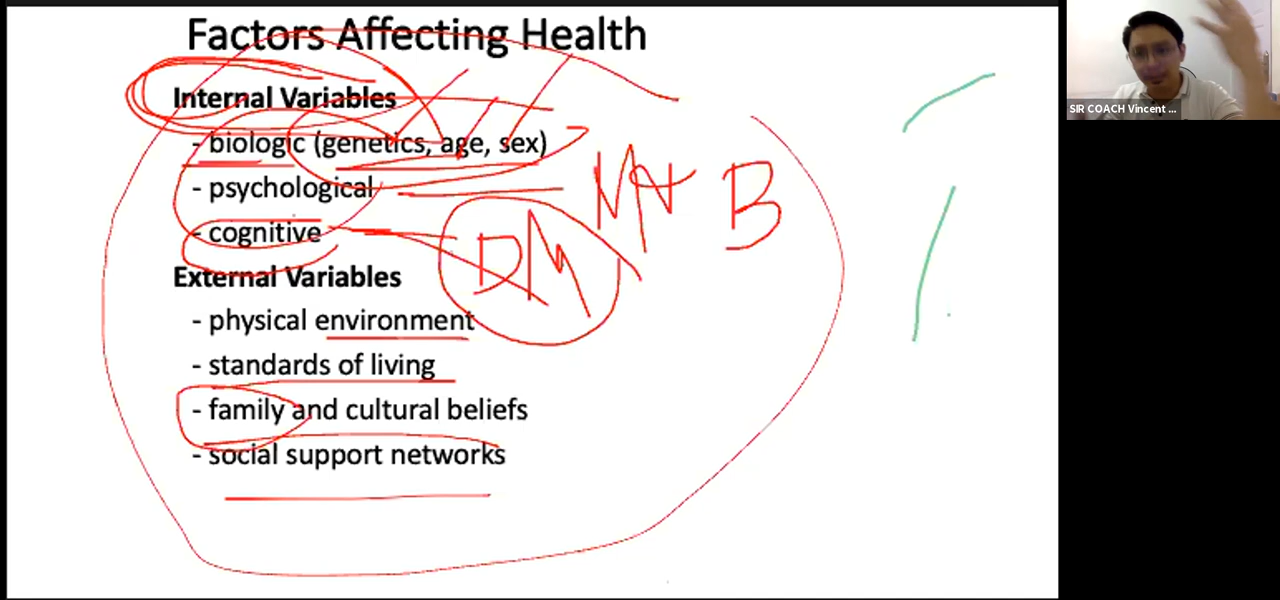 Factors Affecting Health
SIR COACH Vincent ...
Internal Variables
- biologic (genetics, age, sex)
- psychological
- cognitive
M+ B
DM
External Variables
- physical environment
- standards of living
- family and cultural beliefs
- social support networks